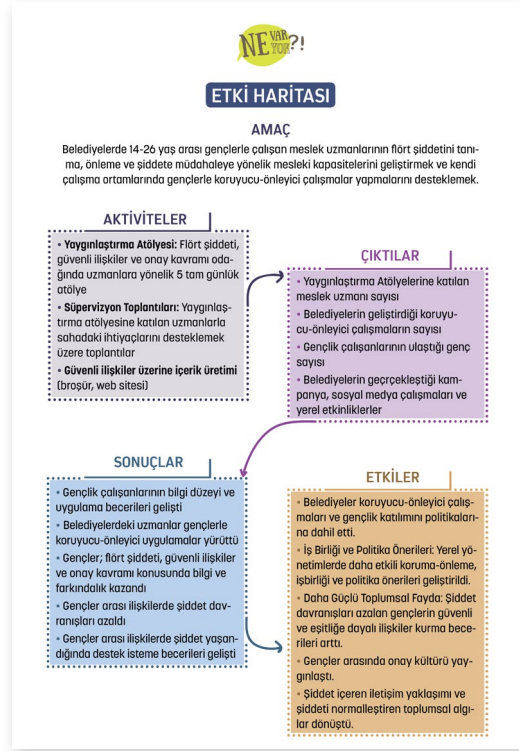 NE VAR YOK?!
ETKİ HARİTASI
AMAÇ
Belediyelerde 14-26 yaş arası gençlerle çalışan meslek uzmanlarının flört şiddetini tanı-
ma, önleme ve şiddete müdahaleye yönelik mesleki kapasitelerini geliştirmek ve kendi
çalışma ortamlarında gençlerle koruyucu-önleyici çalışmalar yapmalarını desteklemek.
AKTİVİTELER
• Yaygınlaştırma Atölyesi: Flört şiddeti,
güvenli ilişkiler ve onay kavramı oda-
ğında uzmanlara yönelik 5 tam günlük
atölye
• Süpervizyon Toplantıları: Yaygınlaş-
tırma atölyesine katılan uzmanlarla
sahadaki ihtiyaçlarını desteklemek
üzere toplantılar
• Güvenli ilişkiler üzerine içerik üretimi
(broşür, web sitesi)
ÇIKTILAR
• Yaygınlaştırma Atölyelerine katılan
meslek uzmanı sayısı
• Belediyelerin geliştirdiği koruyu-
cu-önleyici çalışmaların sayısı
• Gençlik çalışanlarının ulaştığı genç
sayısı
• Belediyelerin geçrçekleştiği kam-
panya, sosyal medya çalışmaları ve
yerel etkinliklerler
SONUÇLAR
• Gençlik çalışanlarının bilgi düzeyi ve
uygulama becerileri gelişti
• Belediyelerdeki uzmanlar gençlerle
koruyucu-önleyici uygulamalar yürüttü
• Gençler; flört şiddeti, güvenli ilişkiler
ve onay kavramı konusunda bilgi ve
farkındalık kazandı
• Gençler arası ilişkilerde şiddet dav-
ranışları azaldı
• Gençler arası ilişkilerde şiddet yaşan-
dığında destek isteme becerileri gelişti
ETKİLER
• Belediyeler koruyucu-önleyici çalış-
maları ve gençlik katılımını politikaları-
na dahil etti.
• İş Birliği ve Politika Önerileri: Yerel yö-
netimlerde daha etkili koruma-önleme,
işbirliği ve politika önerileri geliştirildi.
• Daha Güçlü Toplumsal Fayda: Şiddet
davranışları azalan gençlerin güvenli
ve eşitliğe dayalı ilişkiler kurma bece-
rileri arttı.
• Gençler arasında onay kültürü yay-
gınlaştı.
• Şiddet içeren iletişim yaklaşımı ve
şiddeti normalleştiren toplumsal algı-
lar dönüştü.